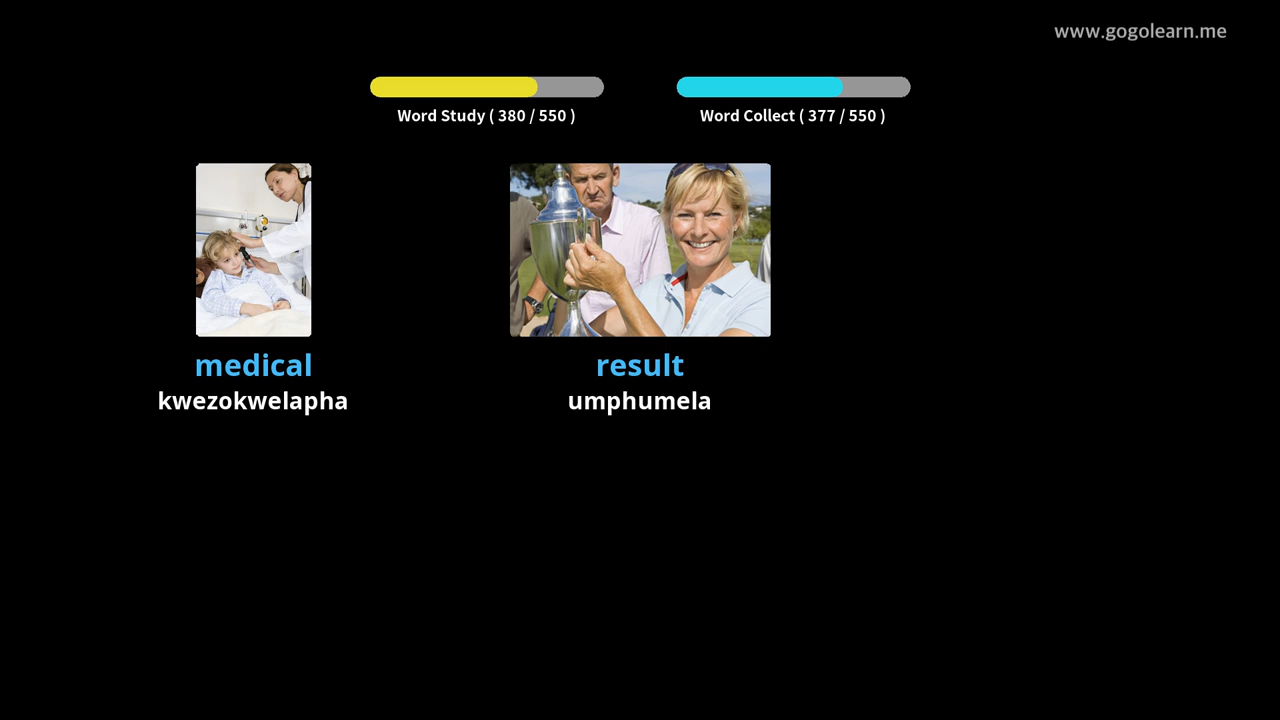 www.gogolearn.me
Word Study ( 380 / 550 )
Word Collect ( 377 / 550 )
medical
kwezokwelapha
result
umphumela